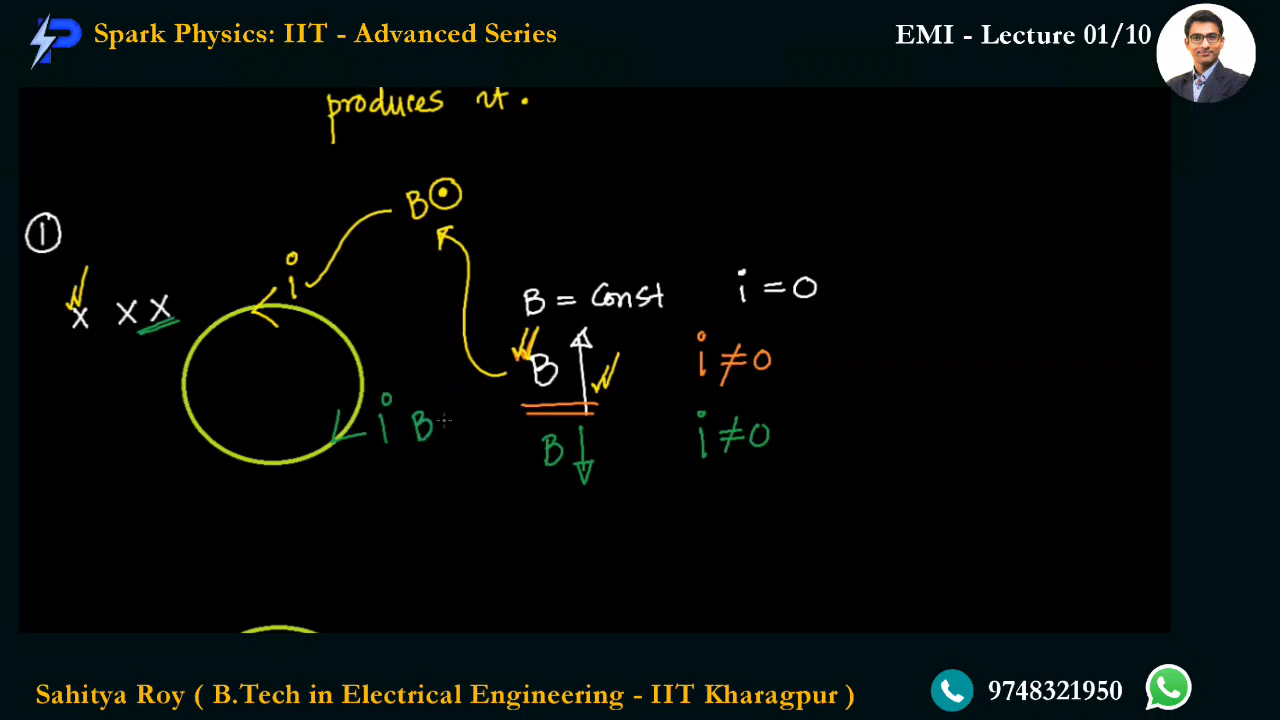 Spark Physics: IIT - Advanced Series
EMI - Lecture 01/10
produces it.
B
1
i
x x x
B = Const i = 0
B i ≠ 0
i B
B i ≠ 0
Sahitya Roy ( B.Tech in Electrical Engineering - IIT Kharagpur )
9748321950